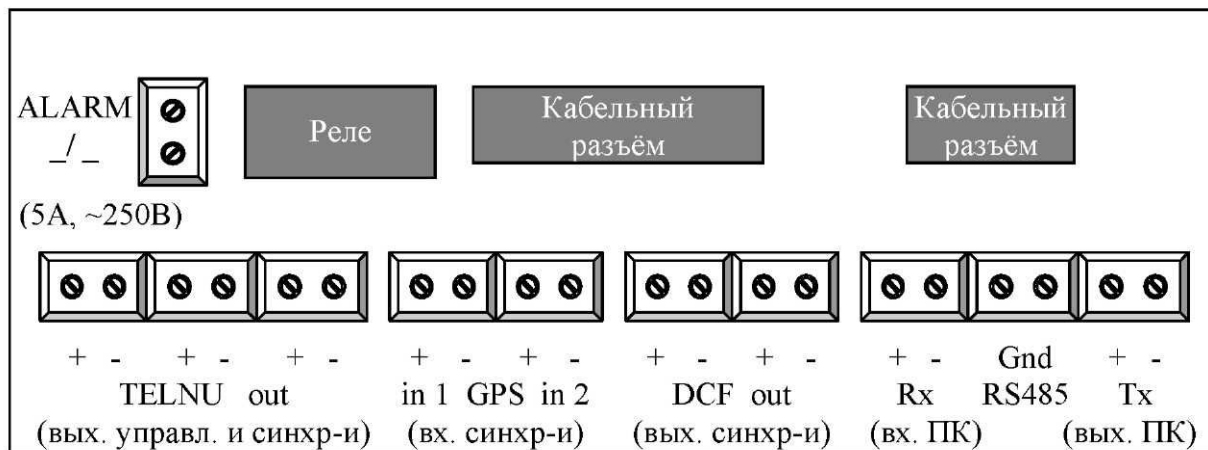 ALARM
_/ _
(5А, ~250В)
Реле
Кабельный
разъём
Кабельный
разъём
+ - + - + -
TELNU out
(вых. управл. и синхр-и)
+ - + -
in 1 GPS in 2
(вх. синхр-и)
+ - + -
DCF out
(вых. синхр-и)
+ - Gnd + -
Rx RS485 Tx
(вх. ПК) (вых. ПК)